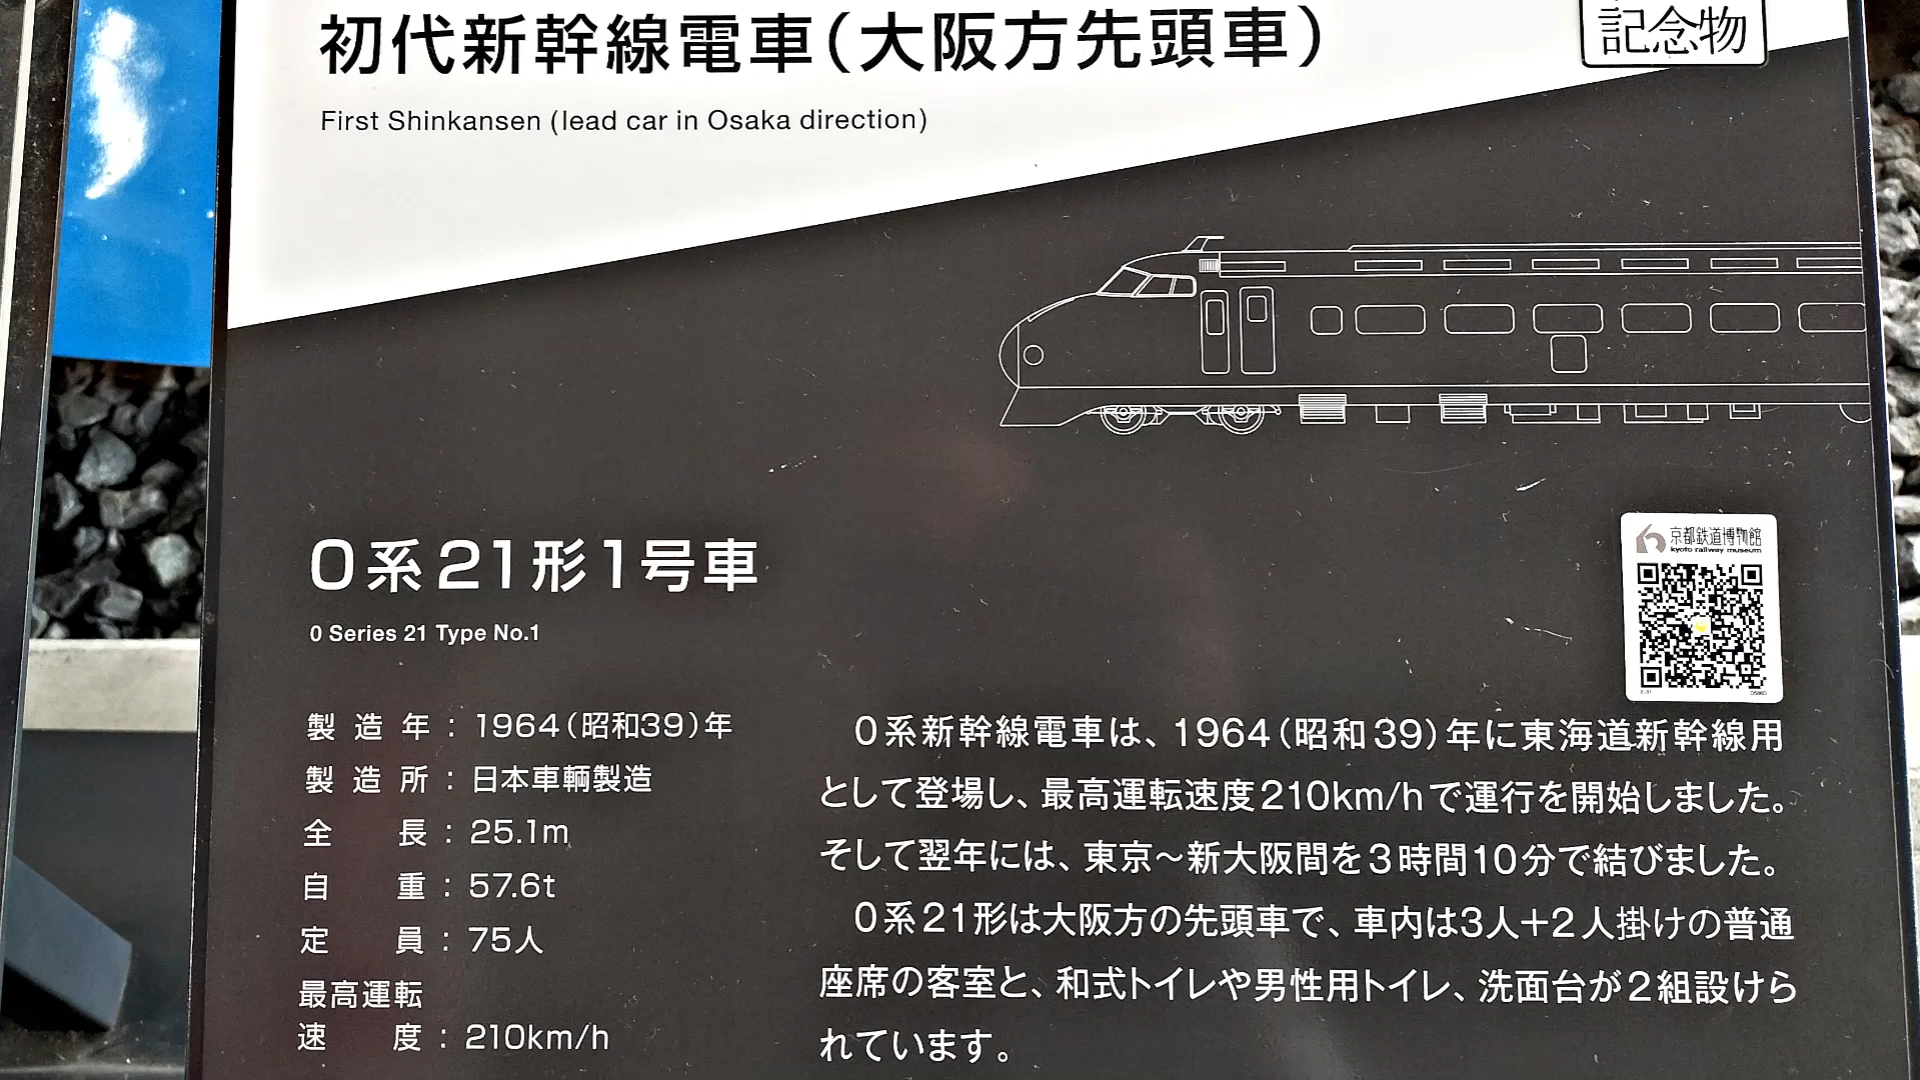 初代新幹線電車（大阪方先頭車）
記念物
First Shinkansen (lead car in Osaka direction)
京都鉄道博物館
kyoto railway museum
0系21形1号車
0 Series 21 Type No.1
製造年：1964（昭和39）年
製造所：日本車輌製造
全長：25.1m
自重：57.6t
定員：75人
最高運転
速度：210km/h
0系新幹線電車は、1964（昭和39）年に東海道新幹線用
として登場し、最高運転速度210km/hで運行を開始しました。
そして翌年には、東京〜新大阪間を3時間10分で結びました。
0系21形は大阪方の先頭車で、車内は3人＋2人掛けの普通
座席の客室と、和式トイレや男性用トイレ、洗面台が2組設けら
れています。